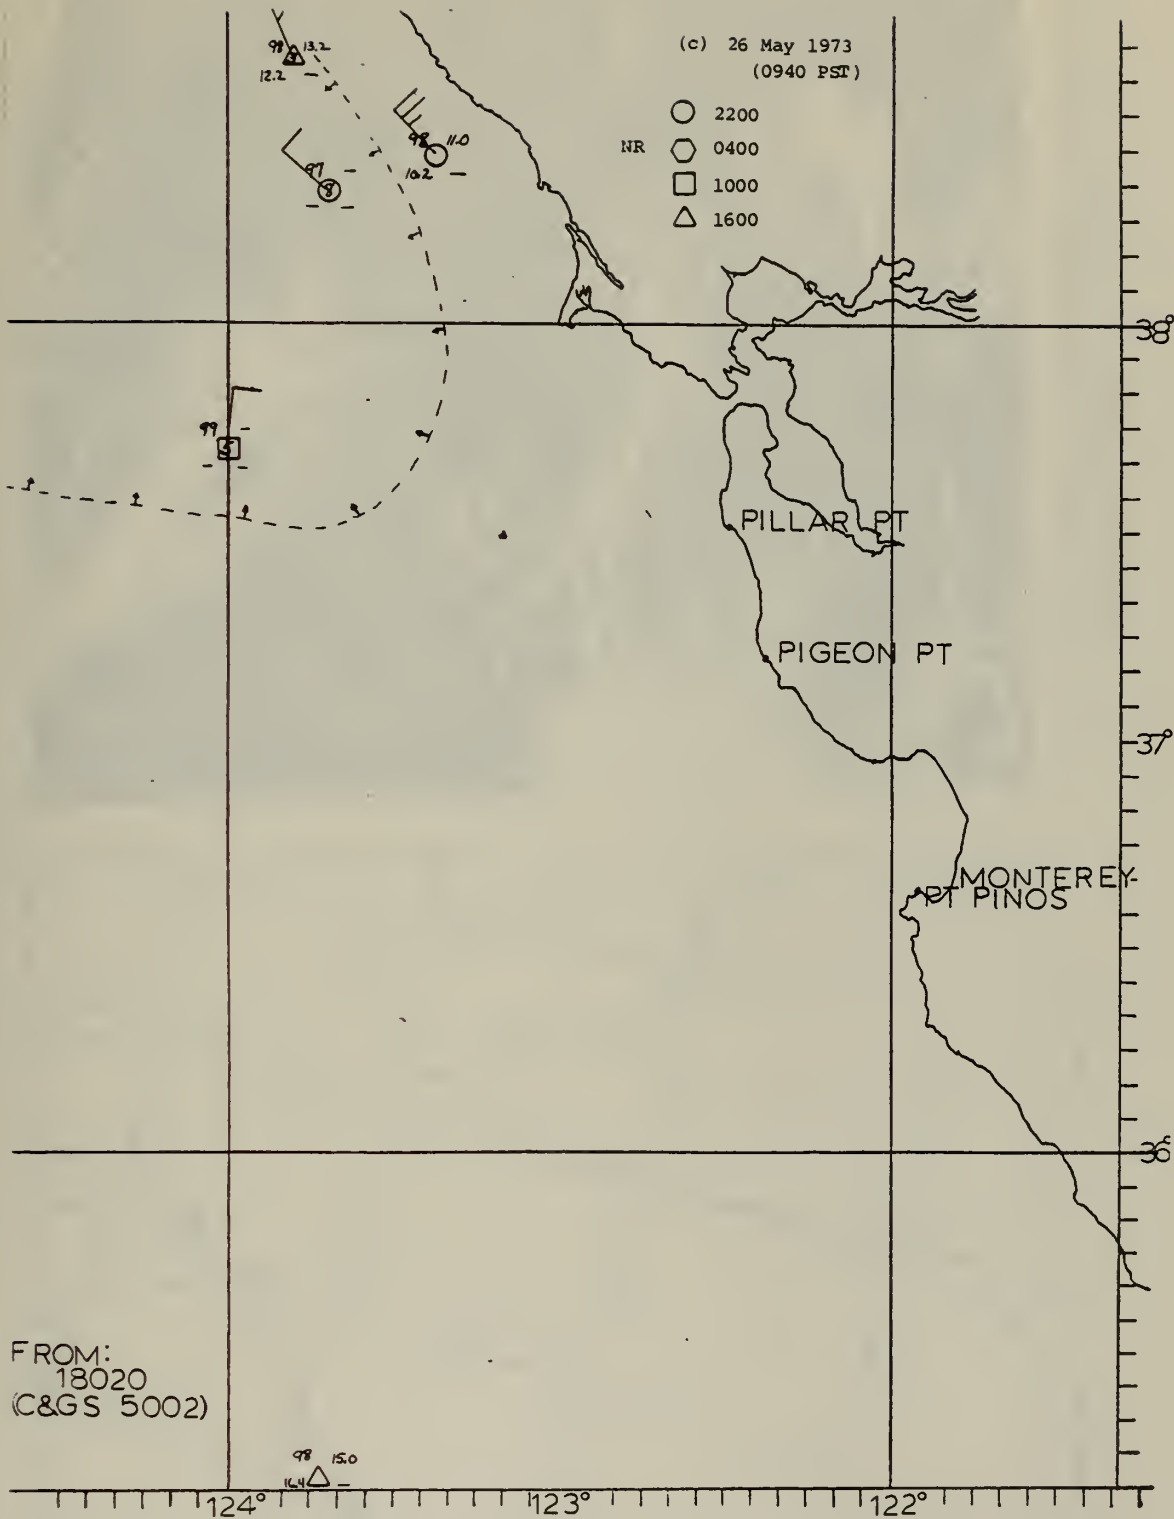 (c) 26 May 1973
(0940 PST)
2200
NR 0400
1000
1600
98 13.2
12.2 –
98 11.0
10.2 –
97 –
8
– –
38°
99 –
5
– –
PILLAR PT
PIGEON PT
37°
MONTEREY
PT PINOS
36°
FROM:
18020
(C&GS 5002)
98 15.0
16.4 –
124° 123° 122°